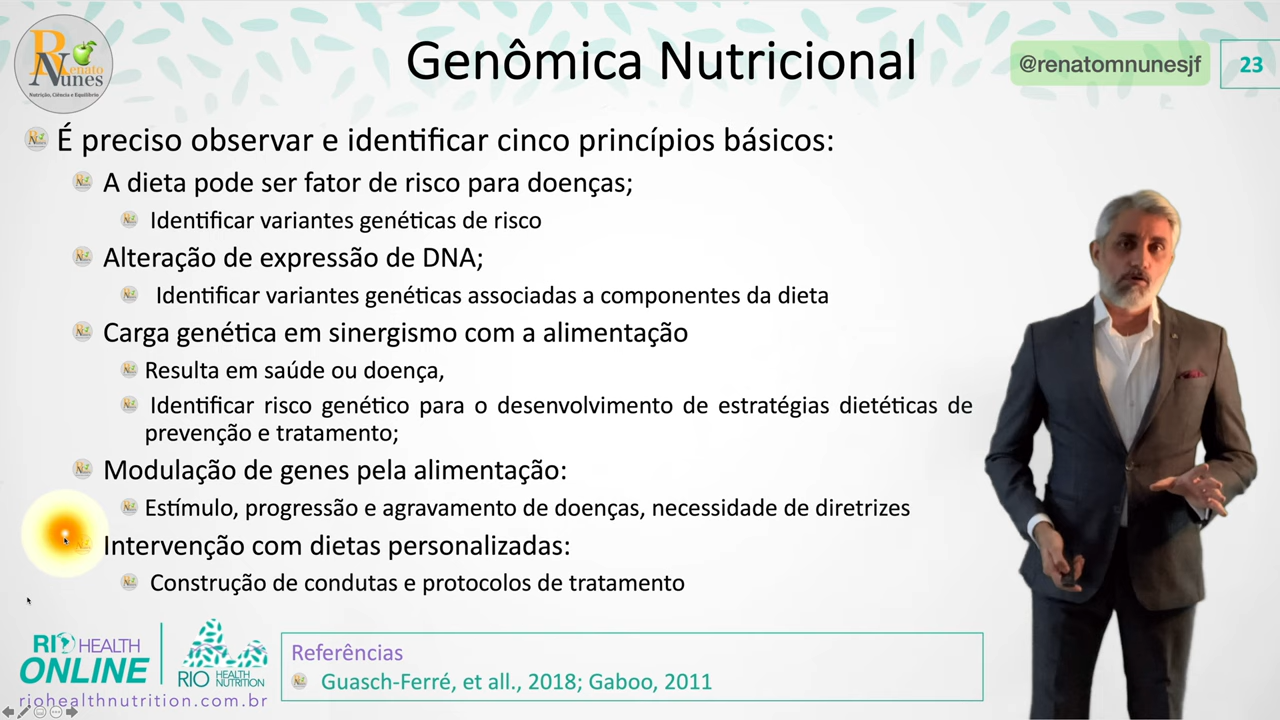 Renato
Nunes
Nutrição, Ciência e Equilíbrio
Genômica Nutricional
@renatomnunesjf
23
É preciso observar e identificar cinco princípios básicos:
A dieta pode ser fator de risco para doenças;
Identificar variantes genéticas de risco
Alteração de expressão de DNA;
Identificar variantes genéticas associadas a componentes da dieta
Carga genética em sinergismo com a alimentação
Resulta em saúde ou doença,
Identificar risco genético para o desenvolvimento de estratégias dietéticas de
prevenção e tratamento;
Modulação de genes pela alimentação:
Estímulo, progressão e agravamento de doenças, necessidade de diretrizes
Intervenção com dietas personalizadas:
Construção de condutas e protocolos de tratamento
RIO HEALTH
ONLINE
RIO HEALTH
NUTRITION
riohealthnutrition.com.br
Referências
Guasch-Ferré, et all., 2018; Gaboo, 2011